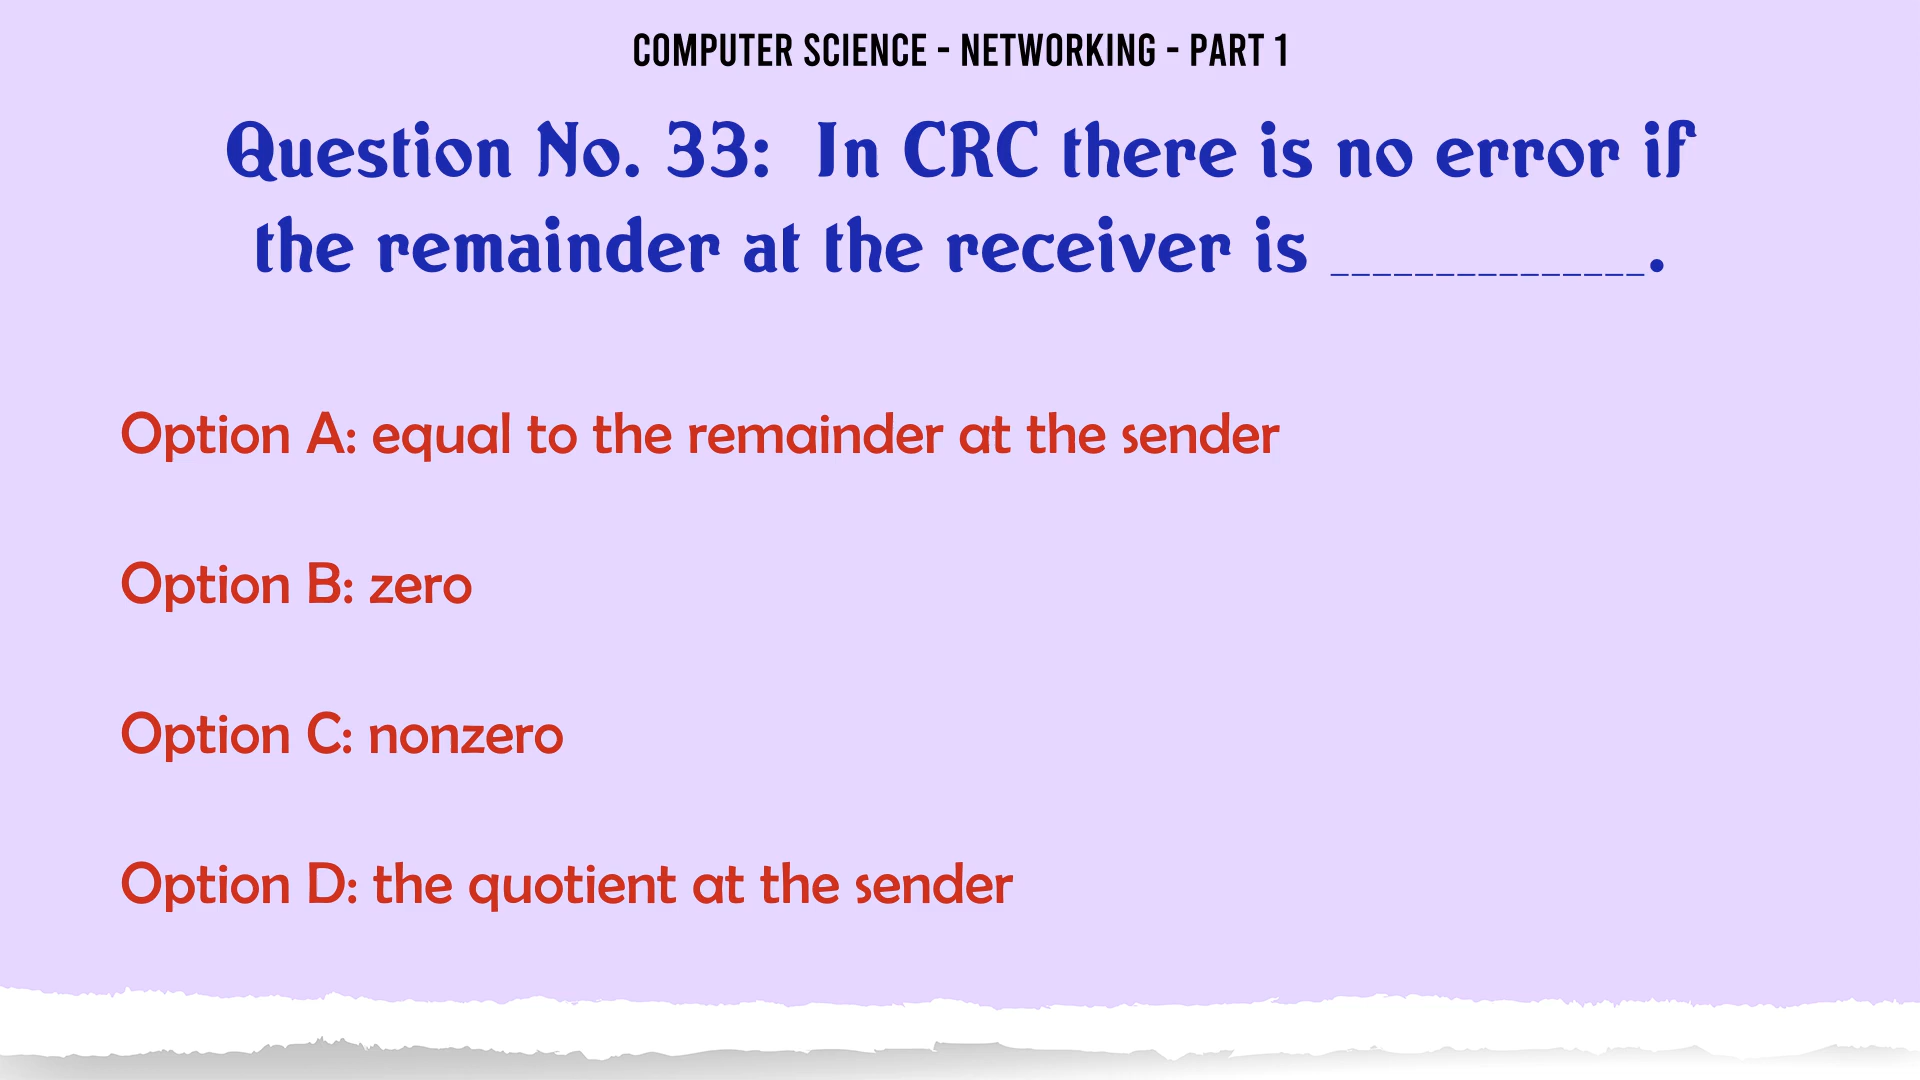 COMPUTER SCIENCE - NETWORKING - PART 1
Question No. 33: In CRC there is no error if
the remainder at the receiver is _______________.
Option A: equal to the remainder at the sender
Option B: zero
Option C: nonzero
Option D: the quotient at the sender